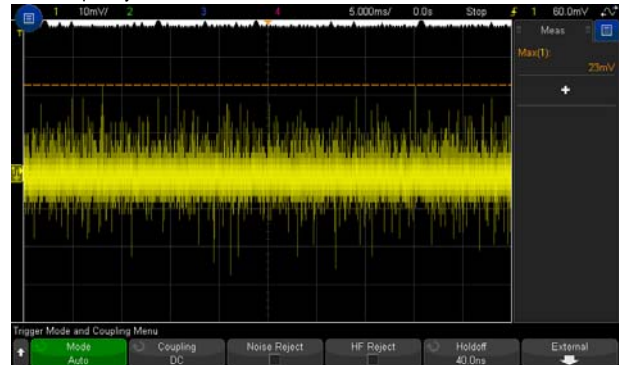 1 10mV/ 2 3 4 5.000ms/ 0.0s Stop 1 60.0mV
Meas
Max(1):
23mV
Trigger Mode and Coupling Menu
Mode Coupling Noise Reject HF Reject Holdoff External
Auto DC 40.0ns